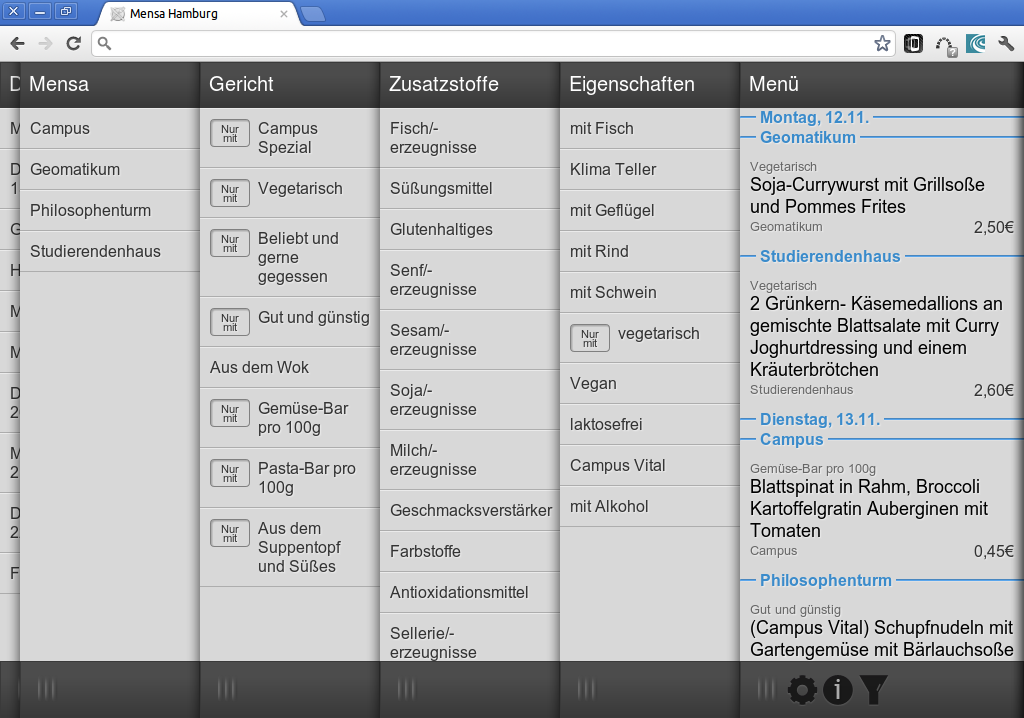 Mensa Hamburg
D
M
D
1
G
H
M
M
D
2
M
2
D
2
F
Mensa
Campus
Geomatikum
Philosophenturm
Studierendenhaus
Gericht
Nur
mit
Campus
Spezial
Nur
mit
Vegetarisch
Nur
mit
Beliebt und
gerne
gegessen
Nur
mit
Gut und günstig
Aus dem Wok
Nur
mit
Gemüse-Bar
pro 100g
Nur
mit
Pasta-Bar pro
100g
Nur
mit
Aus dem
Suppentopf
und Süßes
Zusatzstoffe
Fisch/-
erzeugnisse
Süßungsmittel
Glutenhaltiges
Senf/-
erzeugnisse
Sesam/-
erzeugnisse
Soja/-
erzeugnisse
Milch/-
erzeugnisse
Geschmacksverstärker
Farbstoffe
Antioxidationsmittel
Sellerie/-
erzeugnisse
Eigenschaften
mit Fisch
Klima Teller
mit Geflügel
mit Rind
mit Schwein
Nur
mit
vegetarisch
Vegan
laktosefrei
Campus Vital
mit Alkohol
Menü
Montag, 12.11.
Geomatikum
Vegetarisch
Soja-Currywurst mit Grillsoße
und Pommes Frites
Geomatikum 2,50€
Studierendenhaus
Vegetarisch
2 Grünkern- Käsemedallions an
gemischte Blattsalate mit Curry
Joghurtdressing und einem
Kräuterbrötchen
Studierendenhaus 2,60€
Dienstag, 13.11.
Campus
Gemüse-Bar pro 100g
Blattspinat in Rahm, Broccoli
Kartoffelgratin Auberginen mit
Tomaten
Campus 0,45€
Philosophenturm
Gut und günstig
(Campus Vital) Schupfnudeln mit
Gartengemüse mit Bärlauchsoße